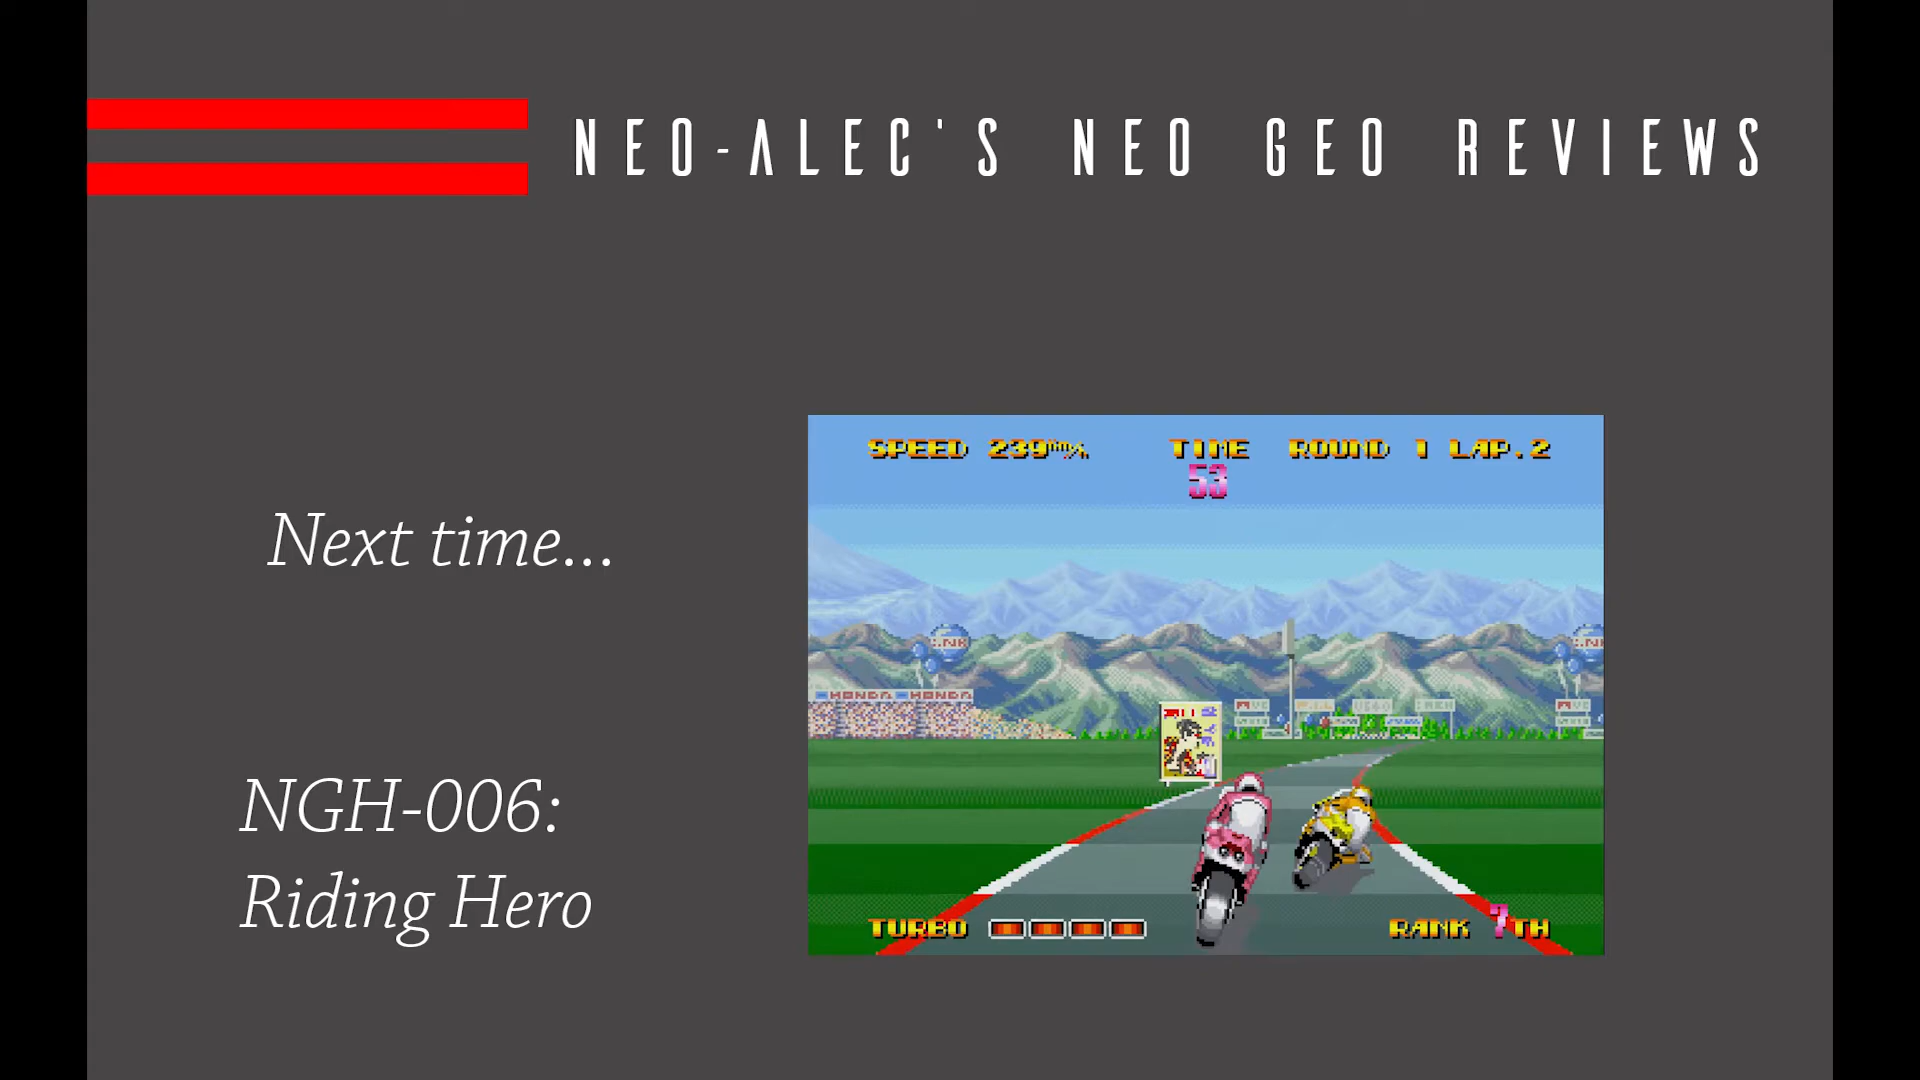 NEO-ALEC'S NEO GEO REVIEWS
Next time...
NGH-006:
Riding Hero
SPEED 239km/h TIME ROUND 1 LAP.2
53
HONDA HONDA
TURBO RANK 7TH